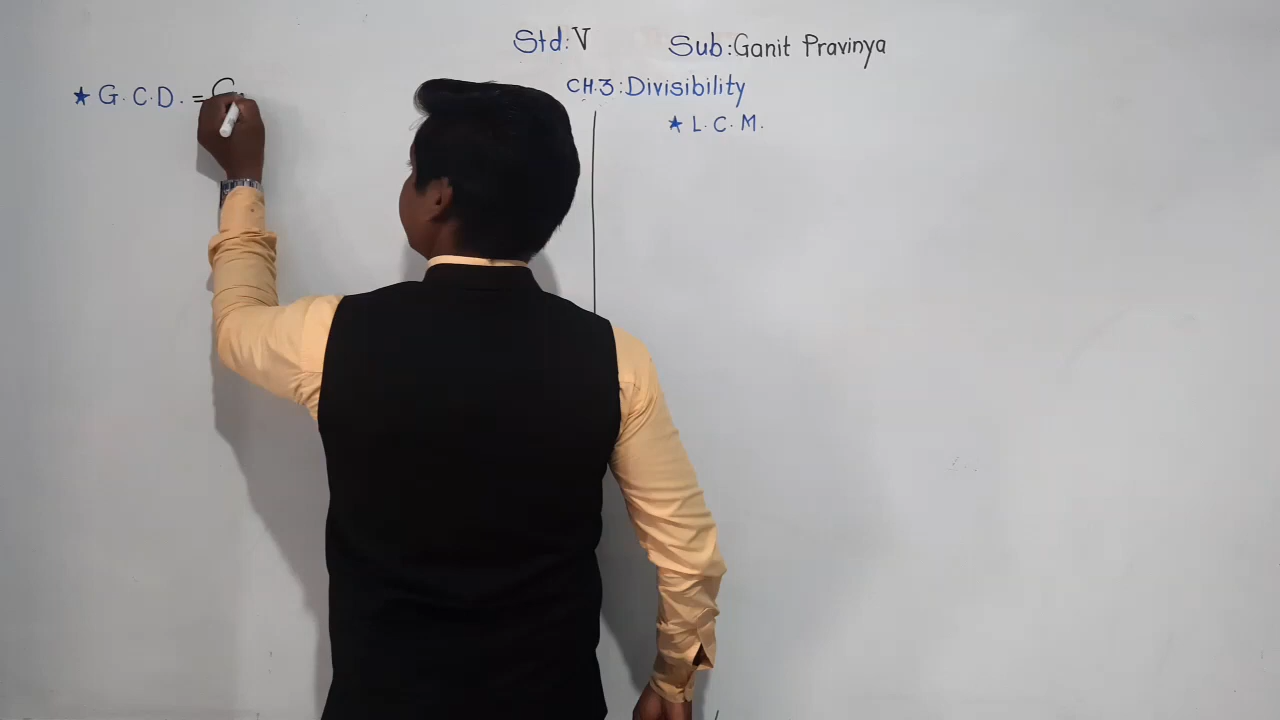 Std: V Sub: Ganit Pravinya
CH.3: Divisibility
★ G.C.D. =
★ L.C.M.